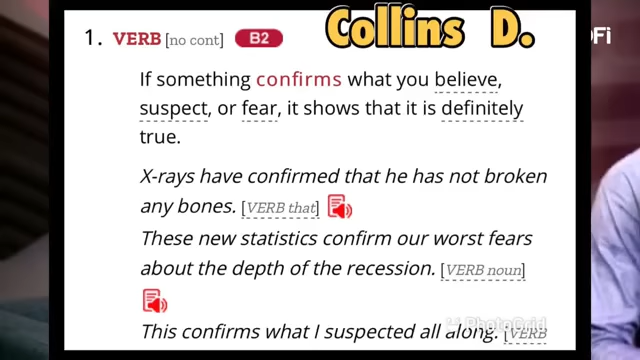 Collins D.
1. VERB [no cont] B2
If something confirms what you believe,
suspect, or fear, it shows that it is definitely
true.
X-rays have confirmed that he has not broken
any bones. [VERB that]
These new statistics confirm our worst fears
about the depth of the recession. [VERB noun]
This confirms what I suspected all along. [VERB
PhotoGrid